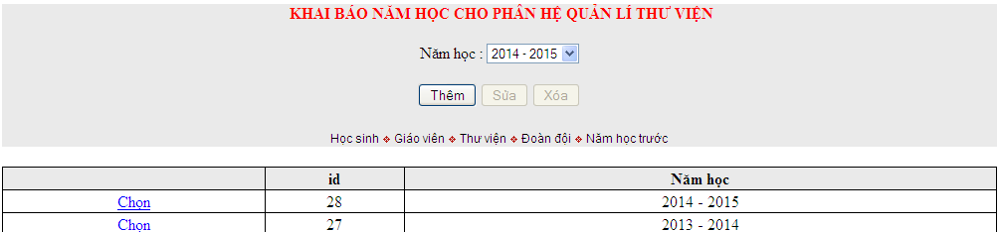 KHAI BÁO NĂM HỌC CHO PHÂN HỆ QUẢN LÍ THƯ VIỆN
Năm học : 2014 - 2015
Thêm Sửa Xóa
Học sinh ❖ Giáo viên ❖ Thư viện ❖ Đoàn đội ❖ Năm học trước
id Năm học
Chọn 28 2014 - 2015
Chọn 27 2013 - 2014